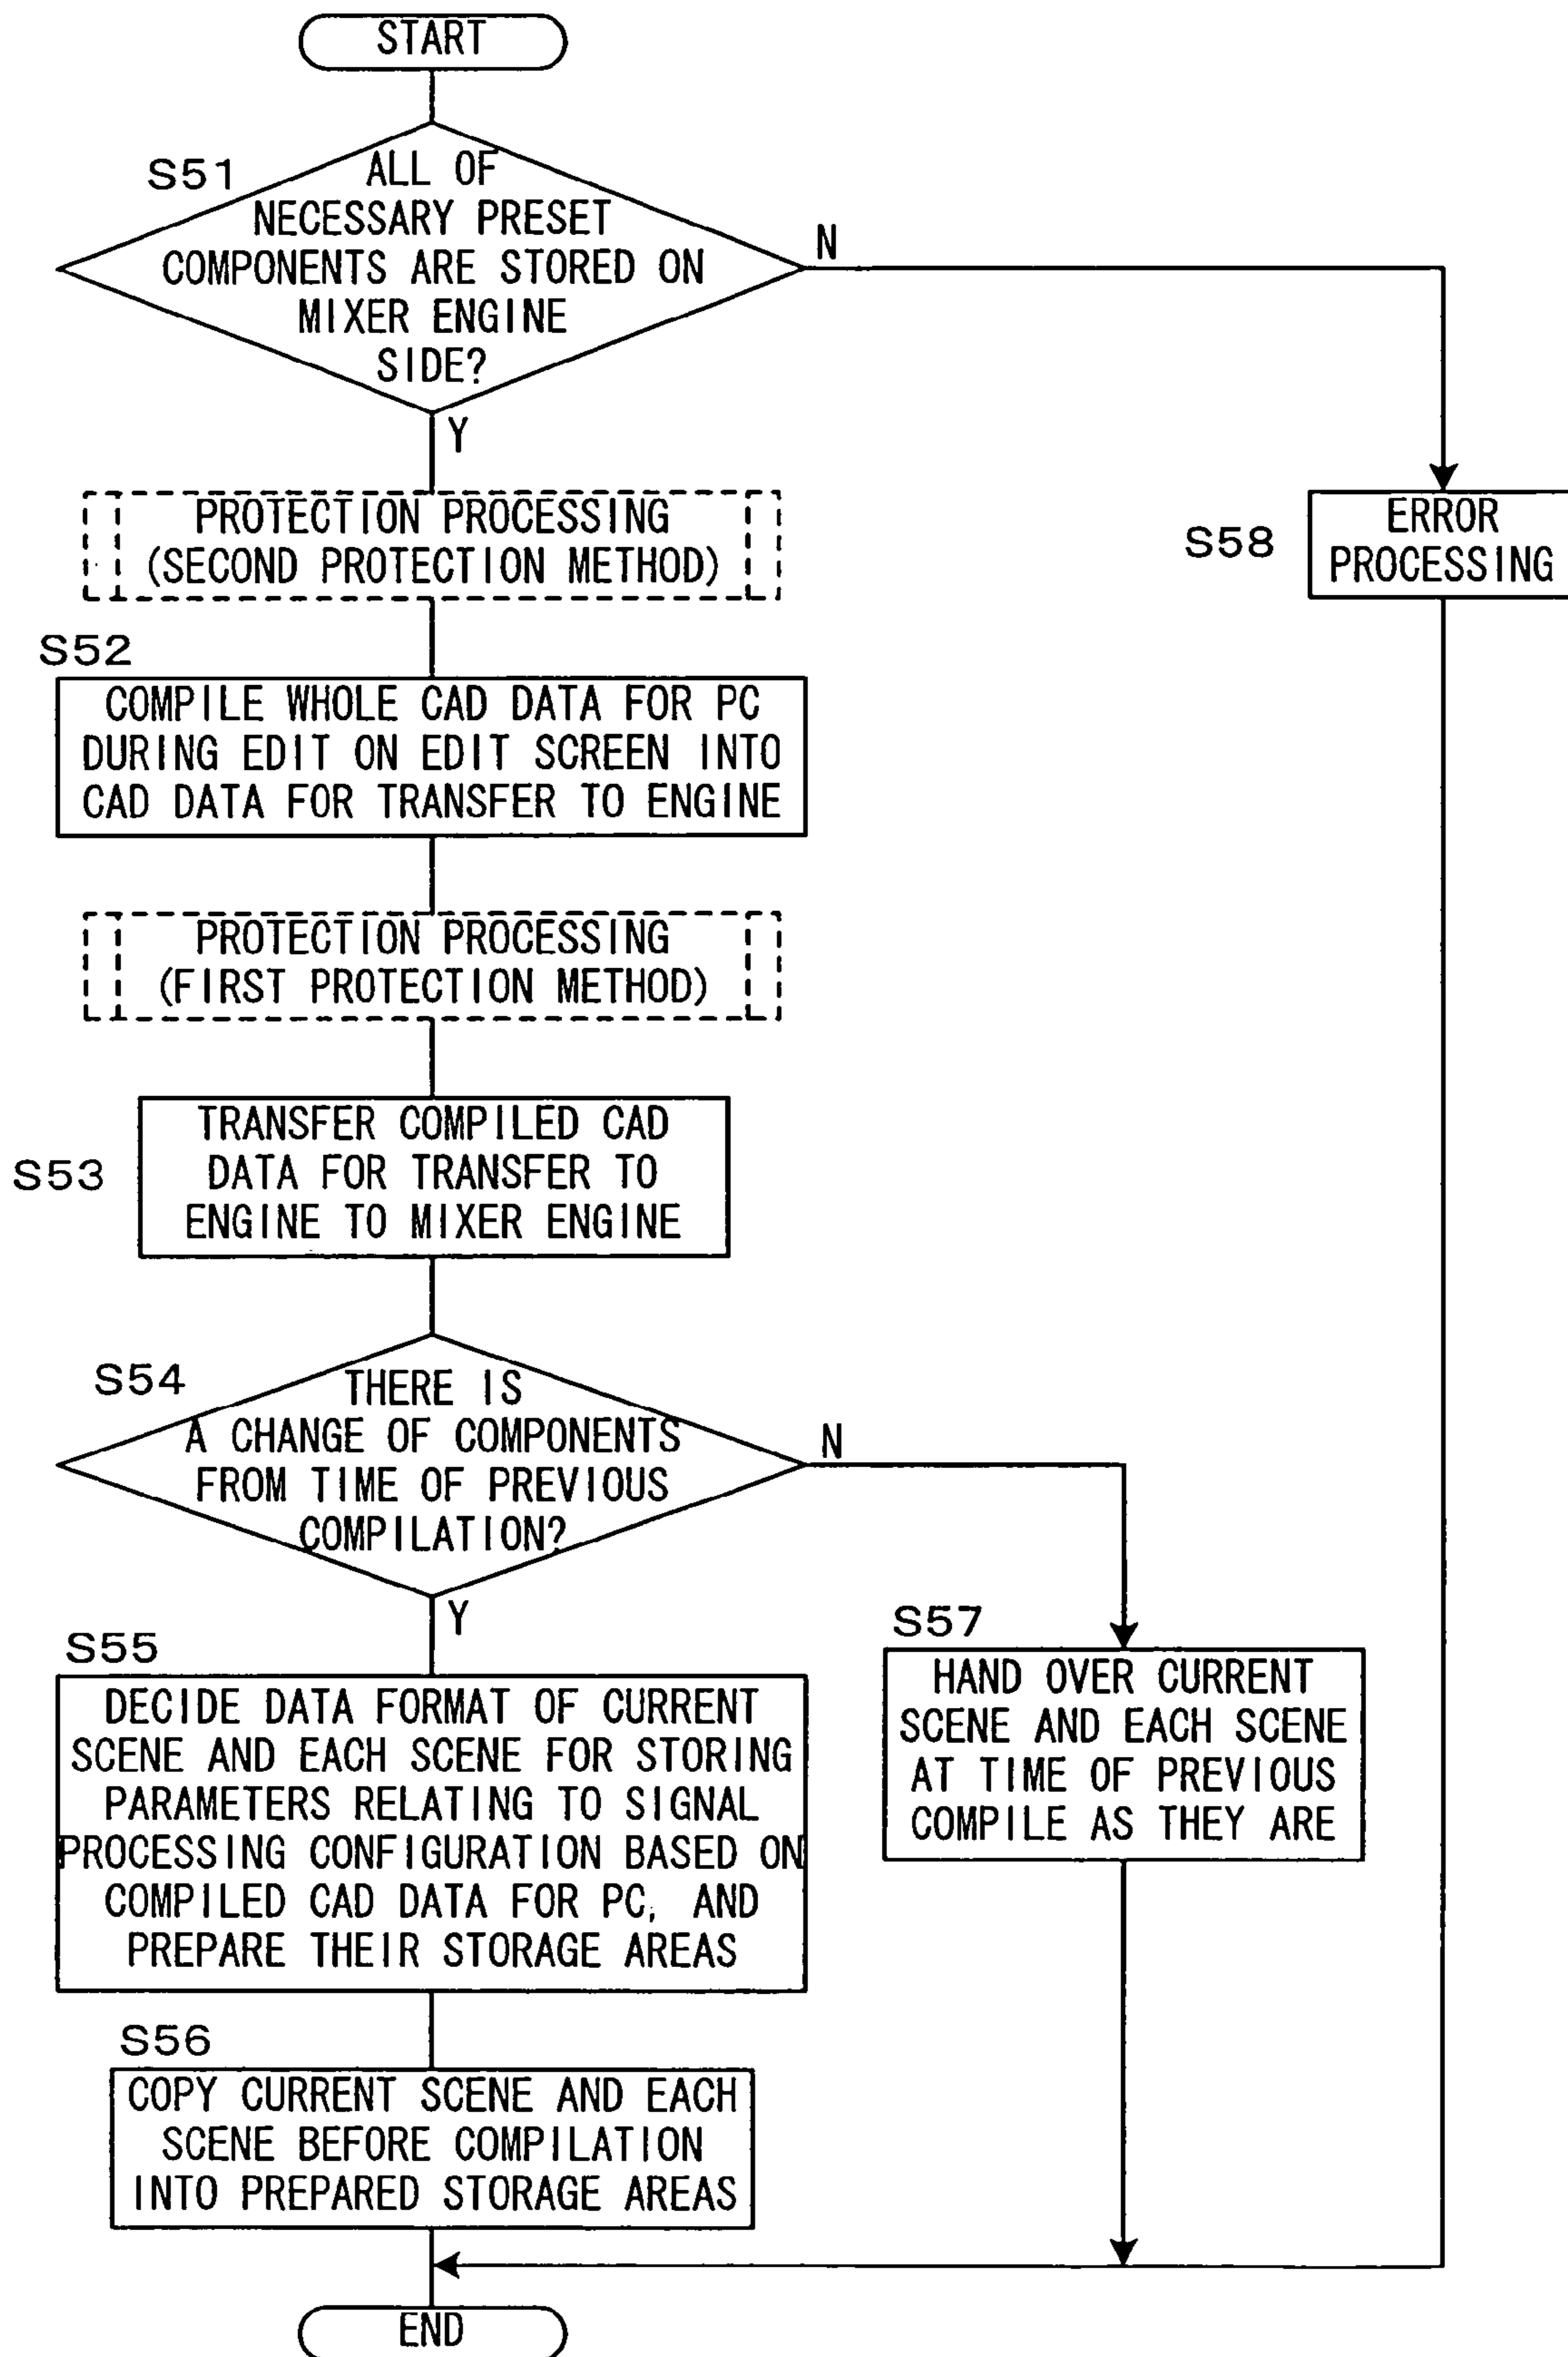 START
S51
ALL OF
NECESSARY PRESET
COMPONENTS ARE STORED ON
MIXER ENGINE
SIDE?
N
Y
PROTECTION PROCESSING
(SECOND PROTECTION METHOD)
S58
ERROR
PROCESSING
S52
COMPILE WHOLE CAD DATA FOR PC
DURING EDIT ON EDIT SCREEN INTO
CAD DATA FOR TRANSFER TO ENGINE
PROTECTION PROCESSING
(FIRST PROTECTION METHOD)
S53
TRANSFER COMPILED CAD
DATA FOR TRANSFER TO
ENGINE TO MIXER ENGINE
S54
THERE IS
A CHANGE OF COMPONENTS
FROM TIME OF PREVIOUS
COMPILATION?
N
Y
S55
DECIDE DATA FORMAT OF CURRENT
SCENE AND EACH SCENE FOR STORING
PARAMETERS RELATING TO SIGNAL
PROCESSING CONFIGURATION BASED ON
COMPILED CAD DATA FOR PC, AND
PREPARE THEIR STORAGE AREAS
S57
HAND OVER CURRENT
SCENE AND EACH SCENE
AT TIME OF PREVIOUS
COMPILE AS THEY ARE
S56
COPY CURRENT SCENE AND EACH
SCENE BEFORE COMPILATION
INTO PREPARED STORAGE AREAS
END